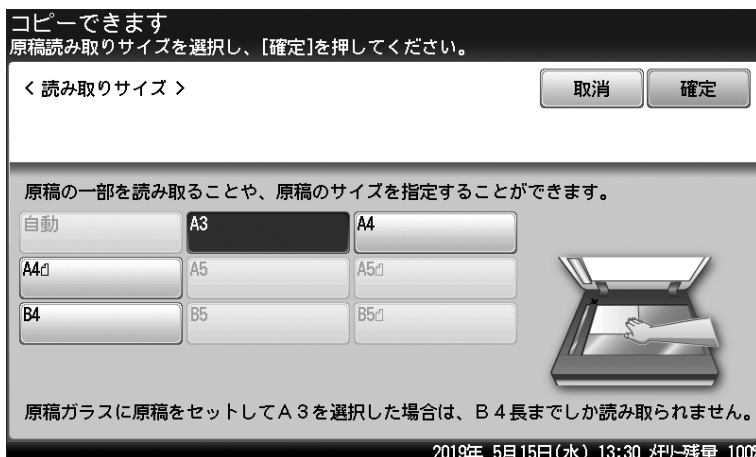 コピーできます
原稿読み取りサイズを選択し、[確定]を押してください。
< 読み取りサイズ >
取消
確定
原稿の一部を読み取ることや、原稿のサイズを指定することができます。
自動
A3
A4
A4
A5
A5
B4
B5
B5
原稿ガラスに原稿をセットしてA3を選択した場合は、B4長までしか読み取られません。
2019年 5月15日(水) 13:30 メモリー残量 100%